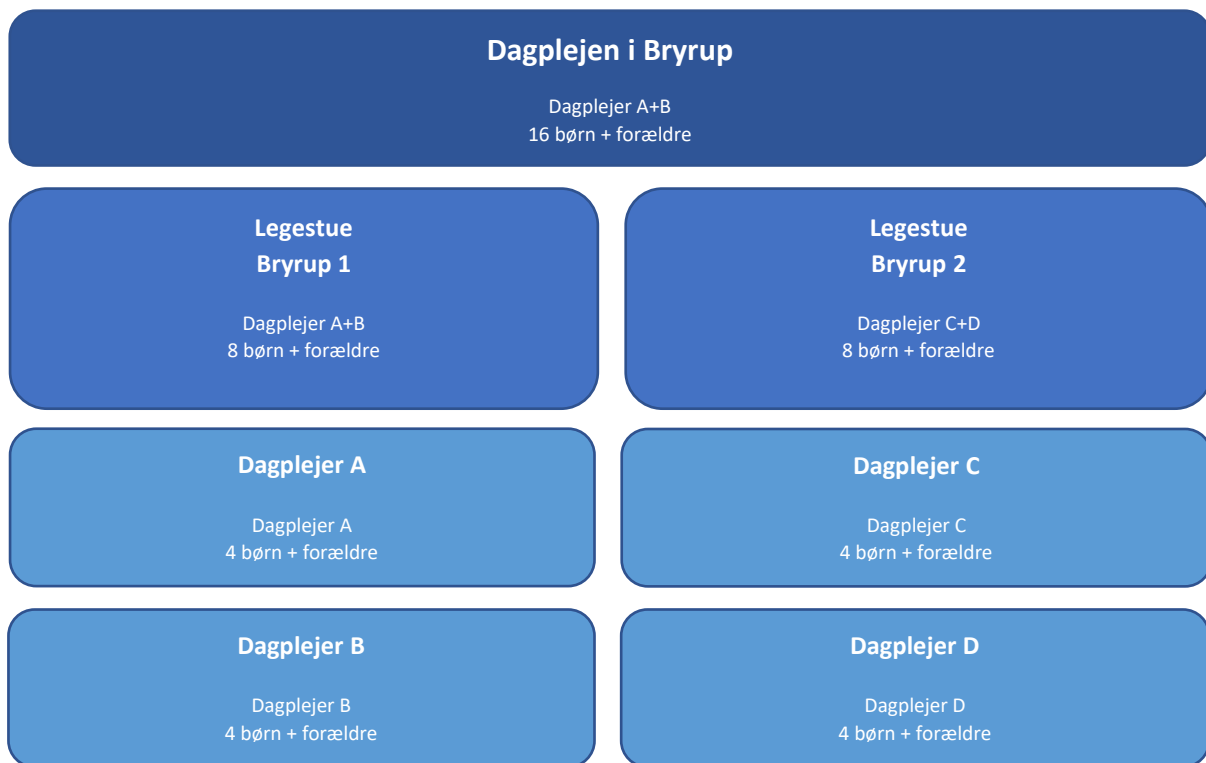 Dagplejen i Bryrup
Dagplejer A+B
16 børn + forældre
Legestue
Bryrup 1
Dagplejer A+B
8 børn + forældre
Legestue
Bryrup 2
Dagplejer C+D
8 børn + forældre
Dagplejer A
Dagplejer A
4 børn + forældre
Dagplejer C
Dagplejer C
4 børn + forældre
Dagplejer B
Dagplejer B
4 børn + forældre
Dagplejer D
Dagplejer D
4 børn + forældre